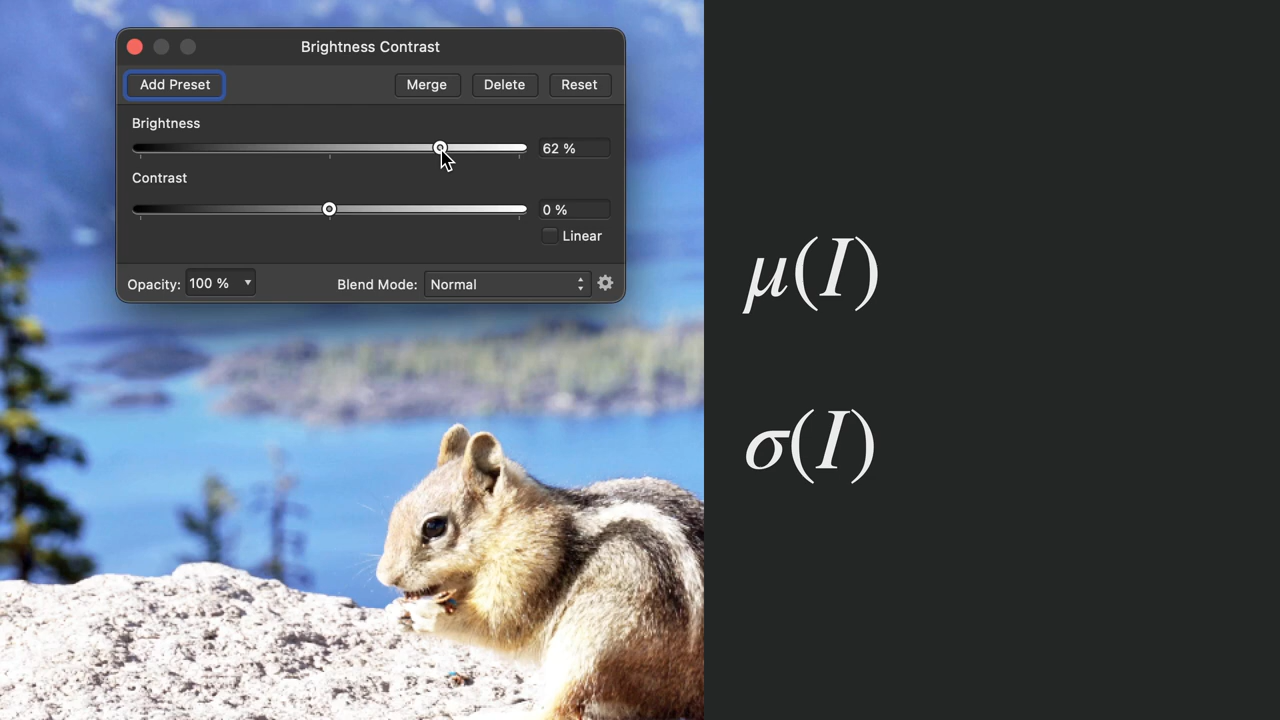 Brightness Contrast
Add Preset Merge Delete Reset
Brightness
62 %
Contrast
0 %
Linear
Opacity: 100 % Blend Mode: Normal
μ(I)
σ(I)